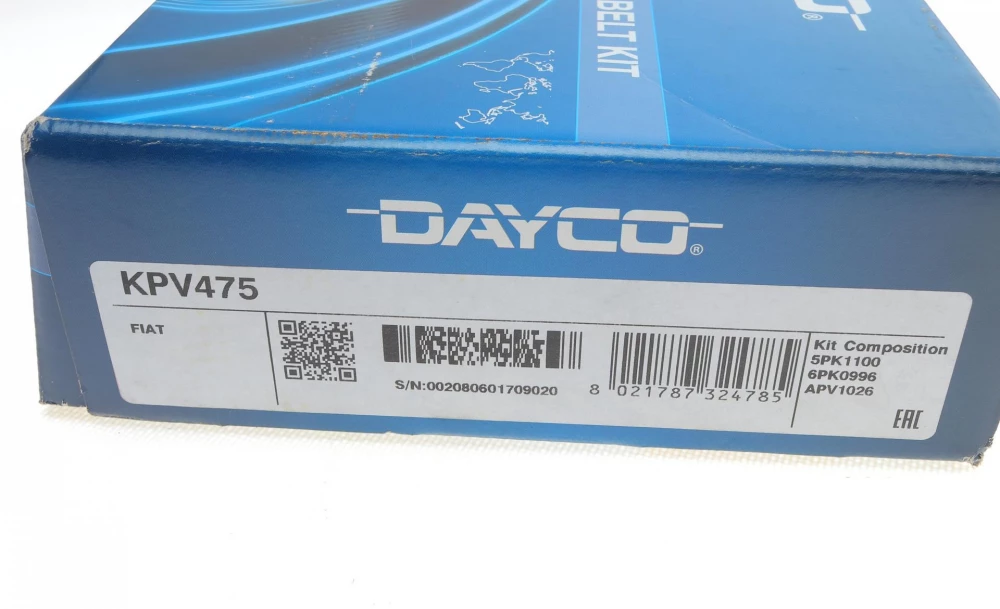 BELT KIT
DAYCO®
KPV475
FIAT
S/N:002080601709020
8 021787 324785
Kit Composition
5PK1100
6PK0996
APV1026
EAC